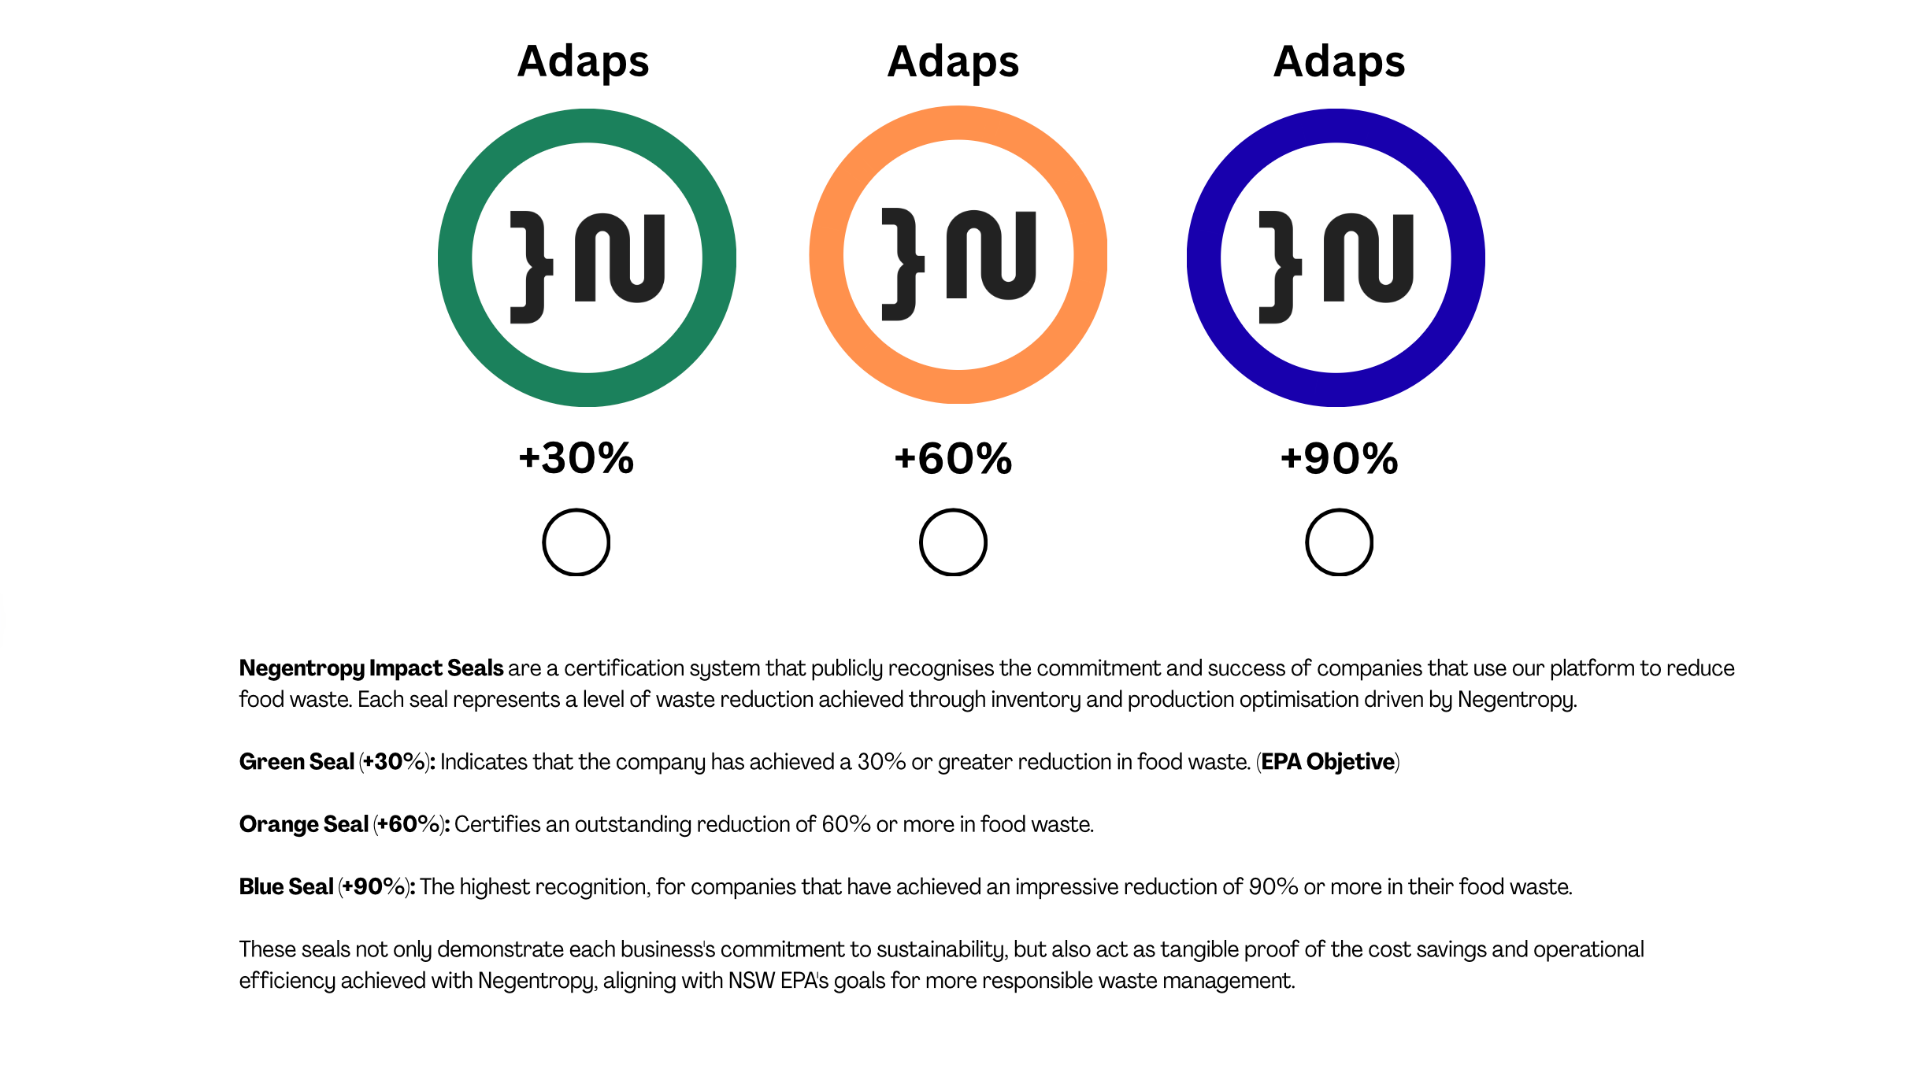 Adaps Adaps Adaps
}N }N }N
+30% +60% +90%
Negentropy Impact Seals are a certification system that publicly recognises the commitment and success of companies that use our platform to reduce
food waste. Each seal represents a level of waste reduction achieved through inventory and production optimisation driven by Negentropy.
Green Seal (+30%): Indicates that the company has achieved a 30% or greater reduction in food waste. (EPA Objetive)
Orange Seal (+60%): Certifies an outstanding reduction of 60% or more in food waste.
Blue Seal (+90%): The highest recognition, for companies that have achieved an impressive reduction of 90% or more in their food waste.
These seals not only demonstrate each business's commitment to sustainability, but also act as tangible proof of the cost savings and operational
efficiency achieved with Negentropy, aligning with NSW EPA's goals for more responsible waste management.